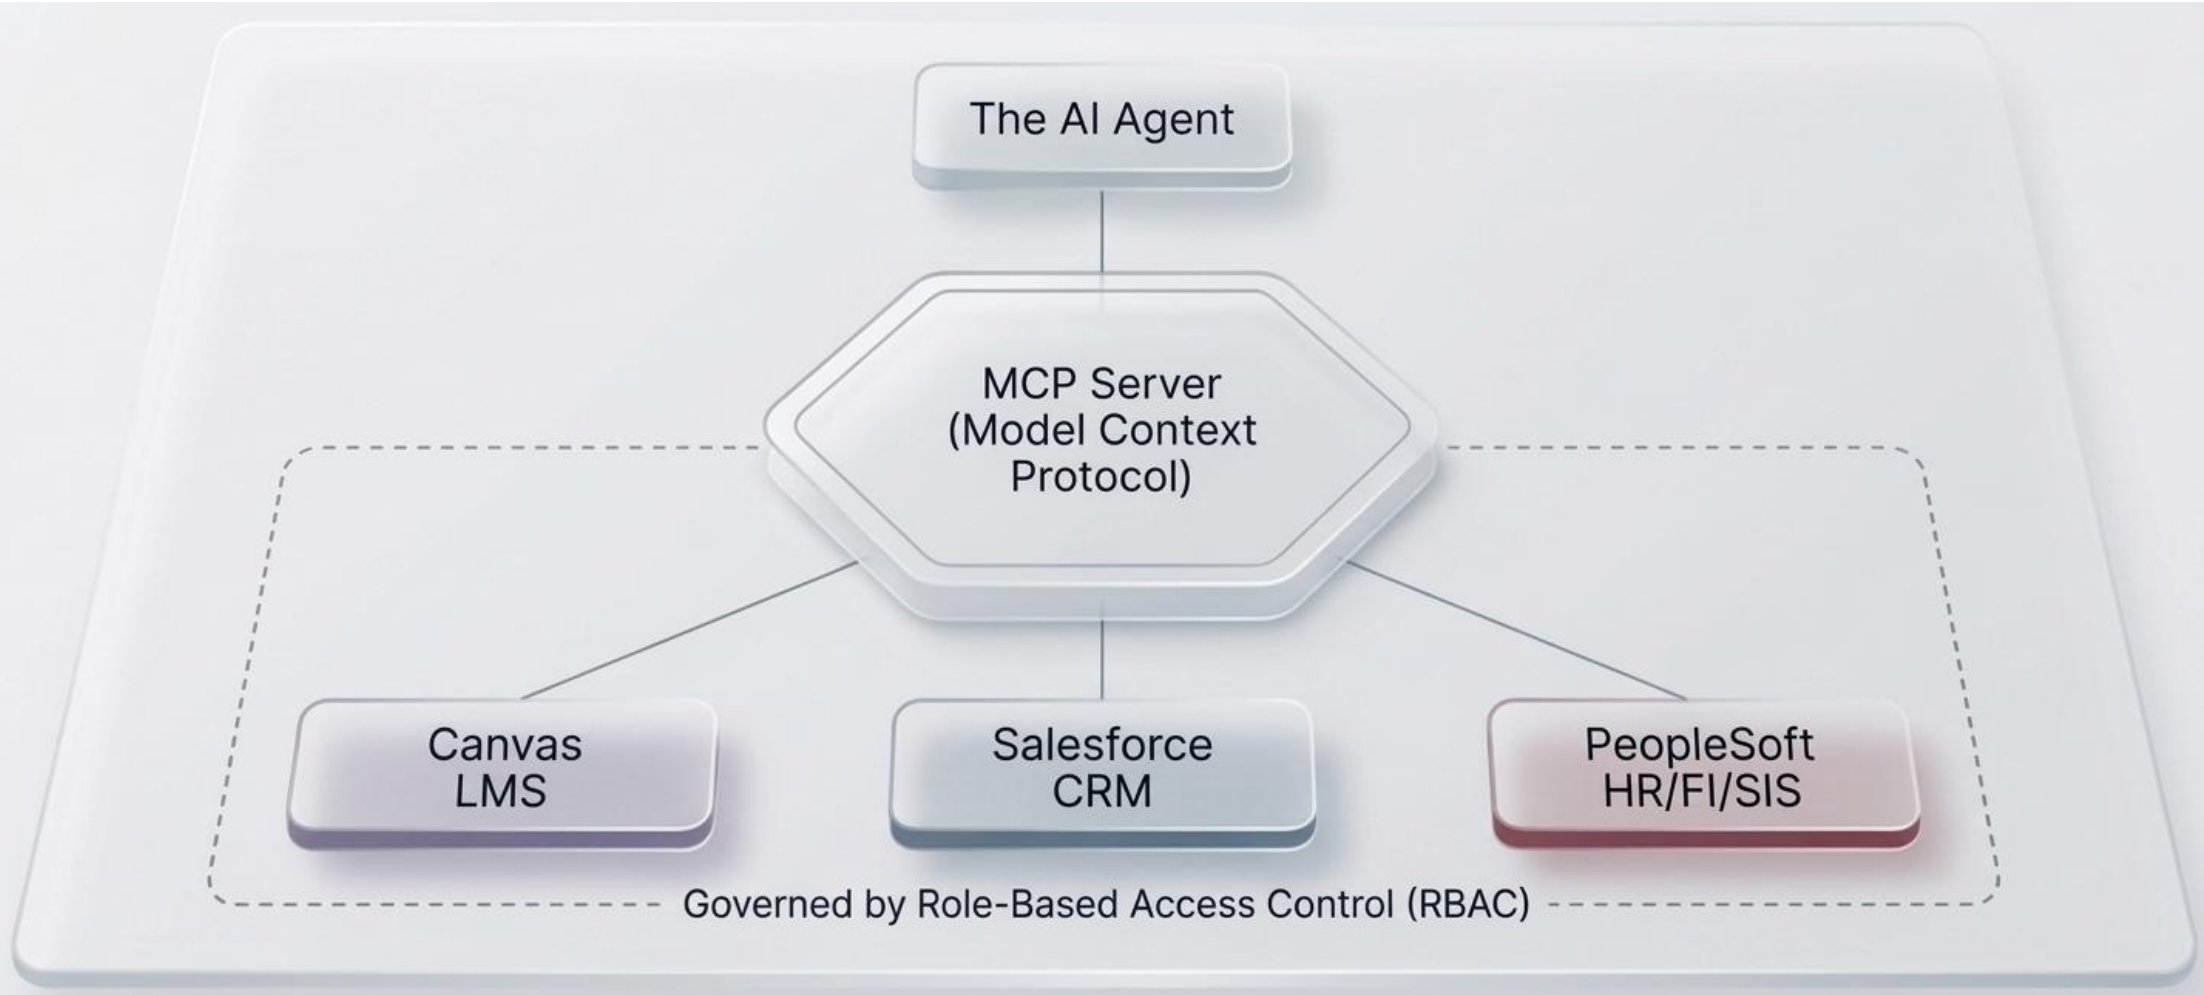 The AI Agent
MCP Server
(Model Context
Protocol)
Canvas
LMS
Salesforce
CRM
PeopleSoft
HR/FI/SIS
Governed by Role-Based Access Control (RBAC)